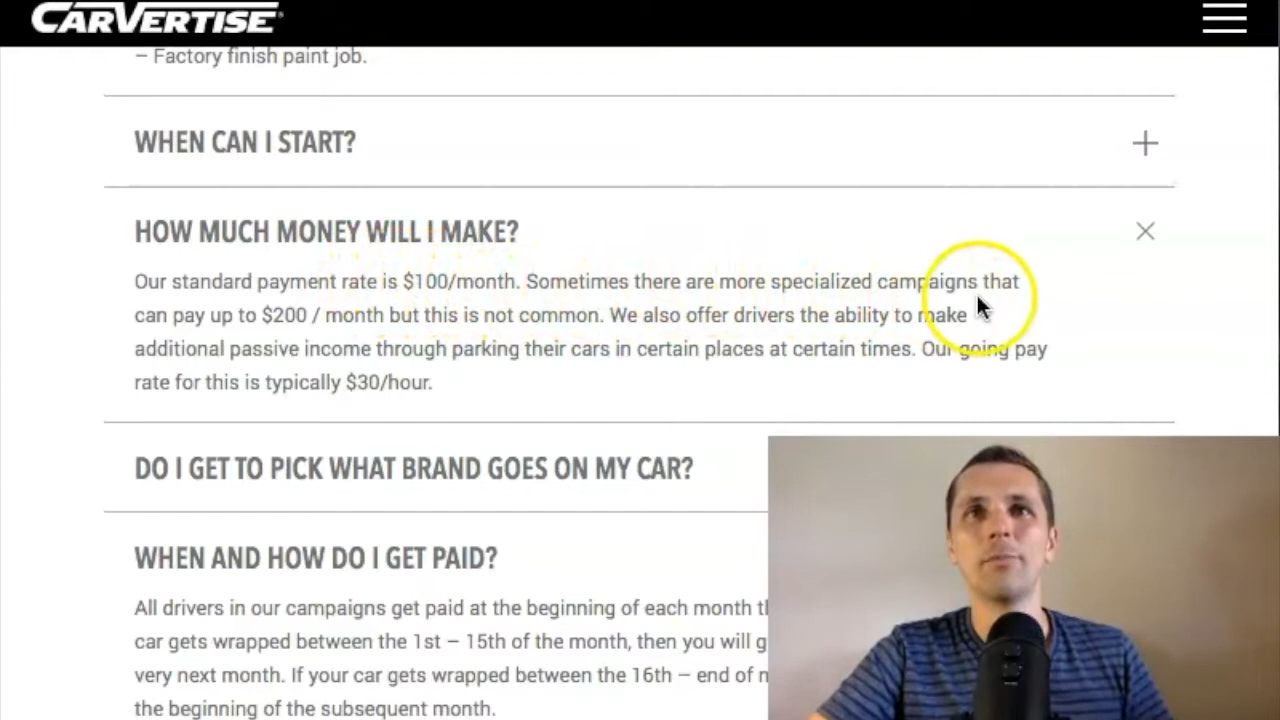 CARVERTISE
– Factory finish paint job.
WHEN CAN I START?
HOW MUCH MONEY WILL I MAKE?
Our standard payment rate is $100/month. Sometimes there are more specialized campaigns that
can pay up to $200 / month but this is not common. We also offer drivers the ability to make
additional passive income through parking their cars in certain places at certain times. Our going pay
rate for this is typically $30/hour.
DO I GET TO PICK WHAT BRAND GOES ON MY CAR?
WHEN AND HOW DO I GET PAID?
All drivers in our campaigns get paid at the beginning of each month
car gets wrapped between the 1st – 15th of the month, then you will
very next month. If your car gets wrapped between the 16th – end of
the beginning of the subsequent month.